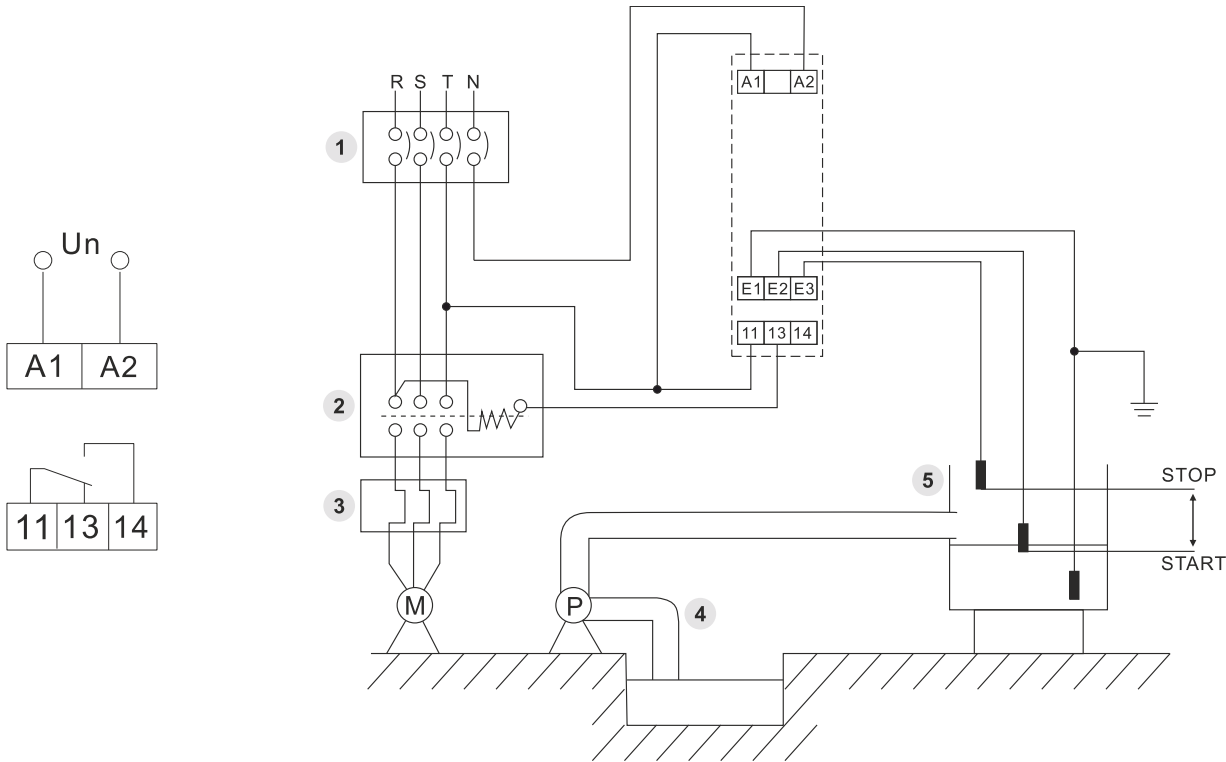 R S T N
1
A1 A2
Un
A1 A2
E1 E2 E3
11 13 14
2
5
STOP
3
11 13 14
START
M
P
4